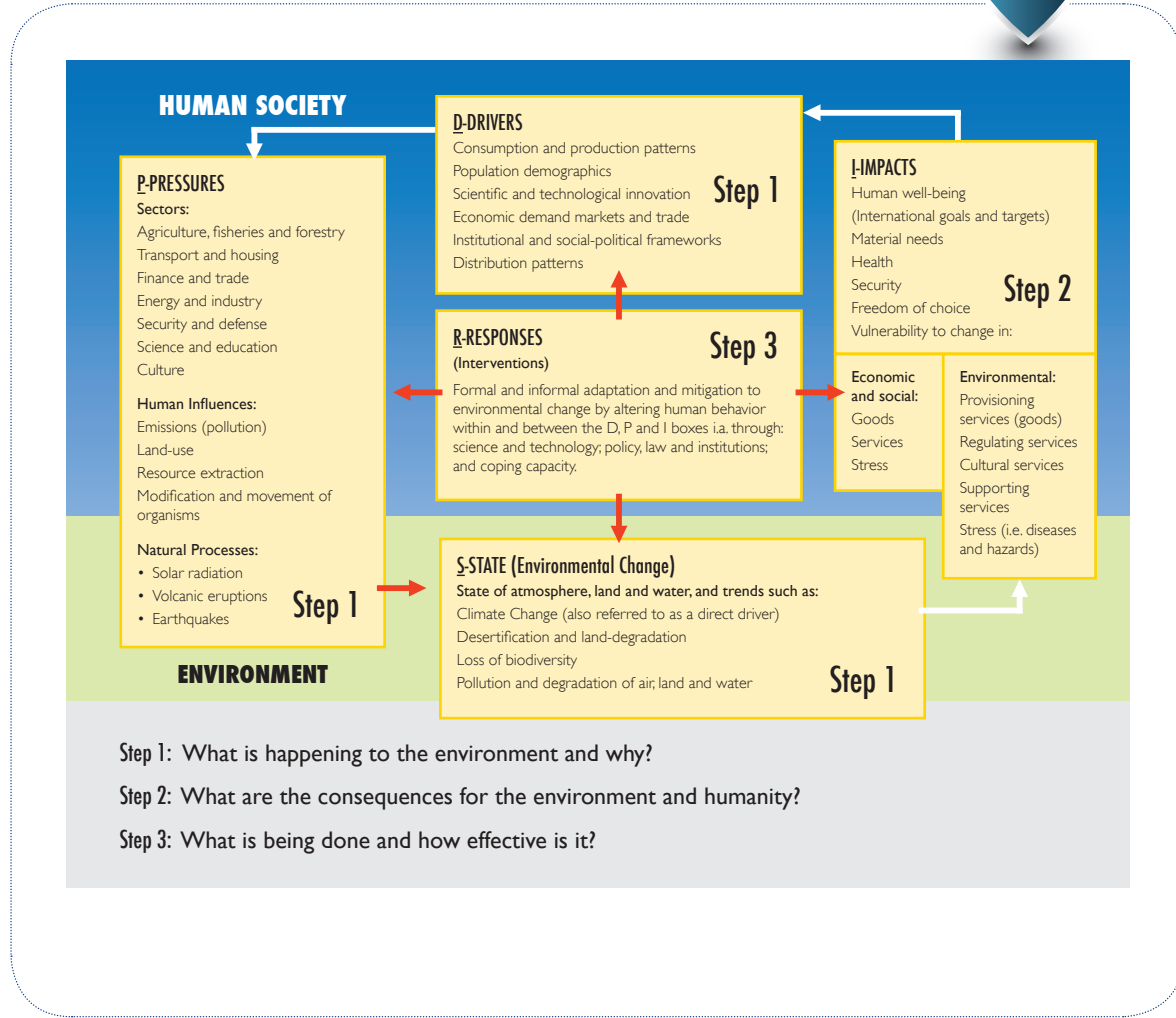 HUMAN SOCIETY
D-DRIVERS
Consumption and production patterns
Population demographics
Scientific and technological innovation
Economic demand markets and trade
Institutional and social-political frameworks
Distribution patterns
Step 1
P-PRESSURES
Sectors:
Agriculture, fisheries and forestry
Transport and housing
Finance and trade
Energy and industry
Security and defense
Science and education
Culture
Human Influences:
Emissions (pollution)
Land-use
Resource extraction
Modification and movement of
organisms
Natural Processes:
• Solar radiation
• Volcanic eruptions
• Earthquakes
Step 1
I-IMPACTS
Human well-being
(International goals and targets)
Material needs
Health
Security
Freedom of choice
Vulnerability to change in:
Step 2
Economic
and social:
Goods
Services
Stress
Environmental:
Provisioning
services (goods)
Regulating services
Cultural services
Supporting
services
Stress (i.e. diseases
and hazards)
R-RESPONSES
(Interventions)
Step 3
Formal and informal adaptation and mitigation to
environmental change by altering human behavior
within and between the D, P and I boxes i.a. through:
science and technology; policy, law and institutions;
and coping capacity.
S-STATE (Environmental Change)
State of atmosphere, land and water, and trends such as:
Climate Change (also referred to as a direct driver)
Desertification and land-degradation
Loss of biodiversity
Pollution and degradation of air, land and water
Step 1
ENVIRONMENT
Step 1: What is happening to the environment and why?
Step 2: What are the consequences for the environment and humanity?
Step 3: What is being done and how effective is it?